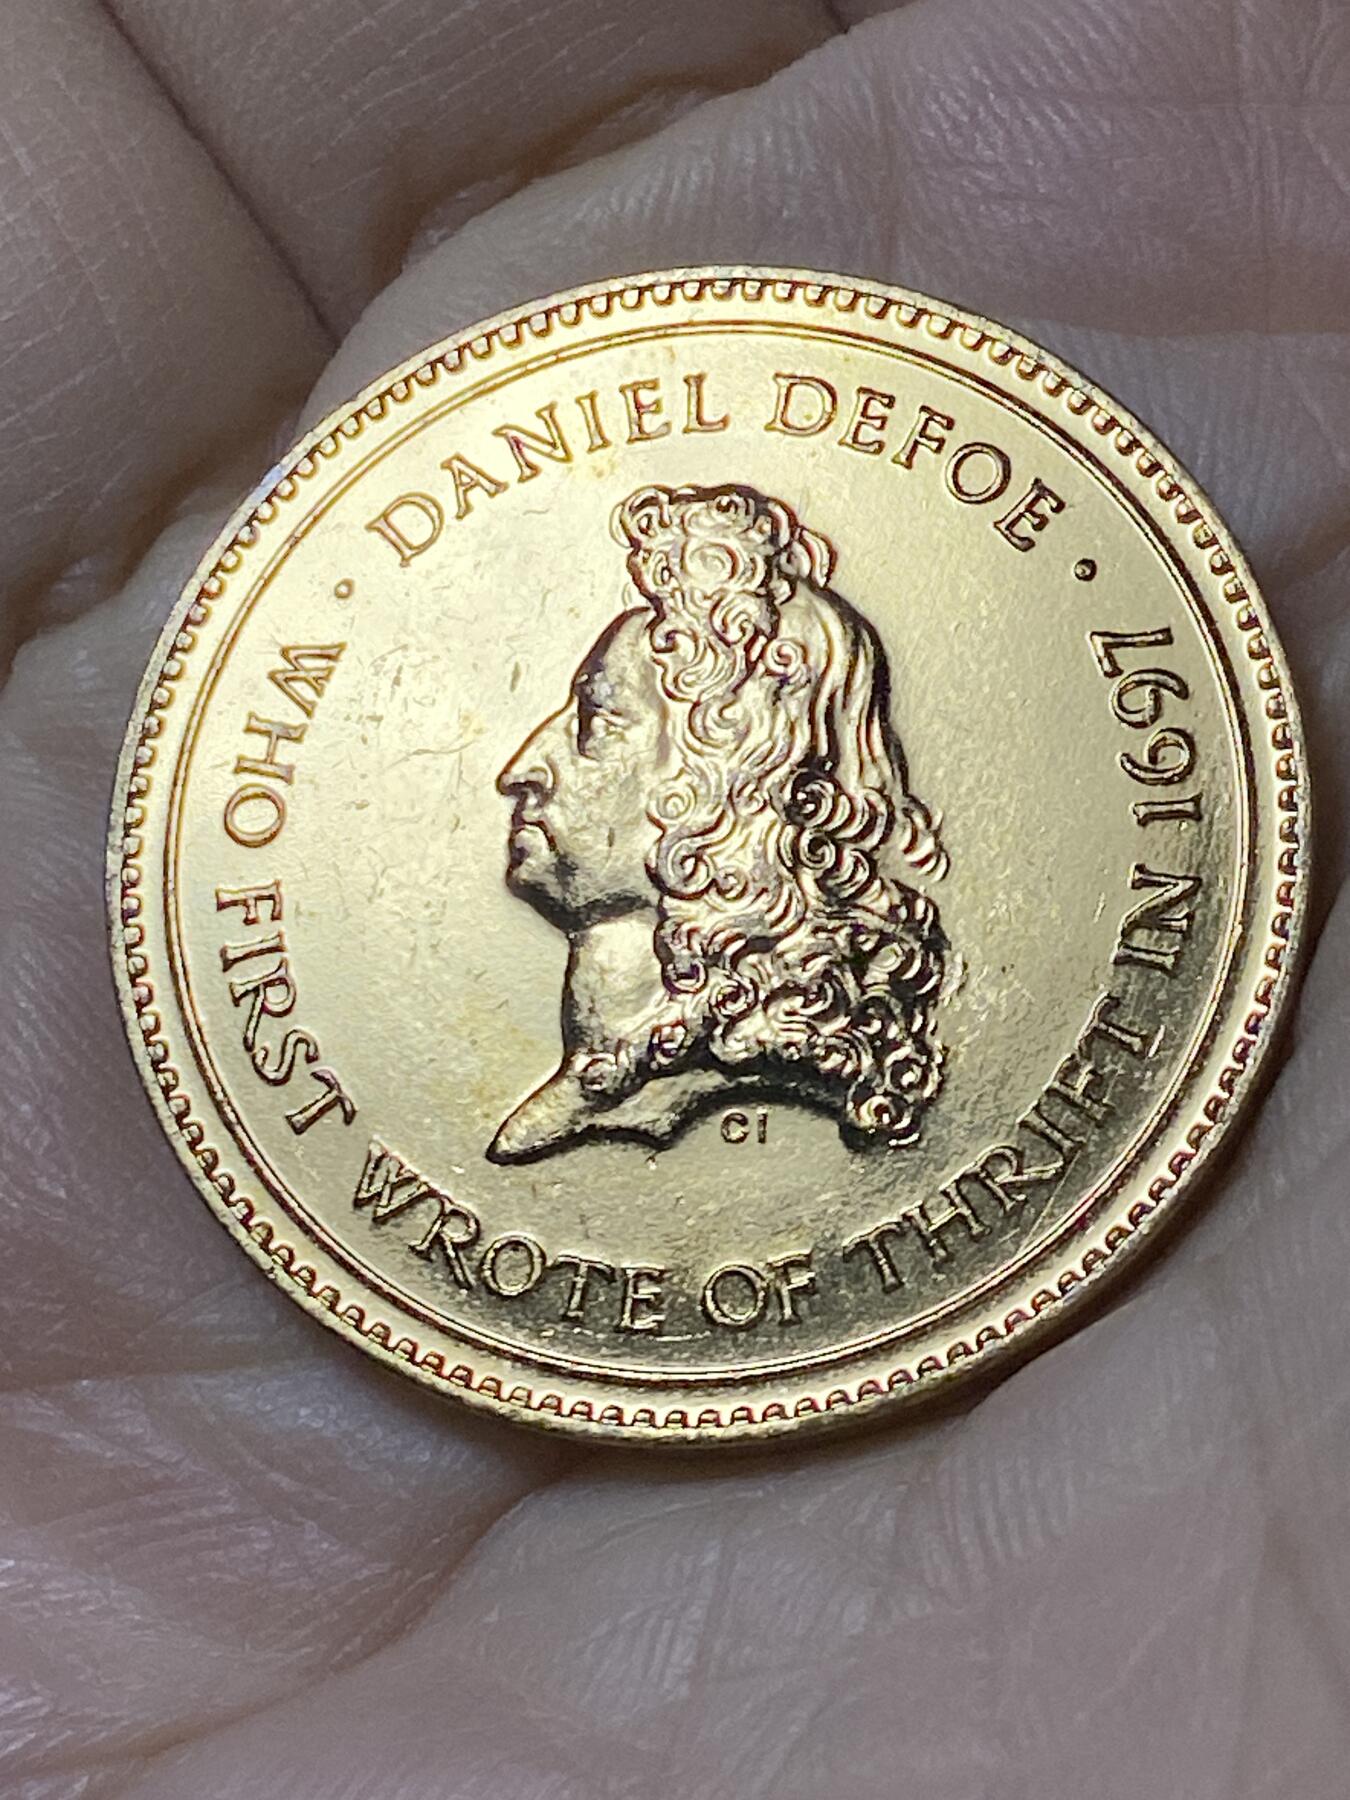 · DANIEL DEFOE ·
WHO FIRST WROTE OF THRIFT IN 1697
CI